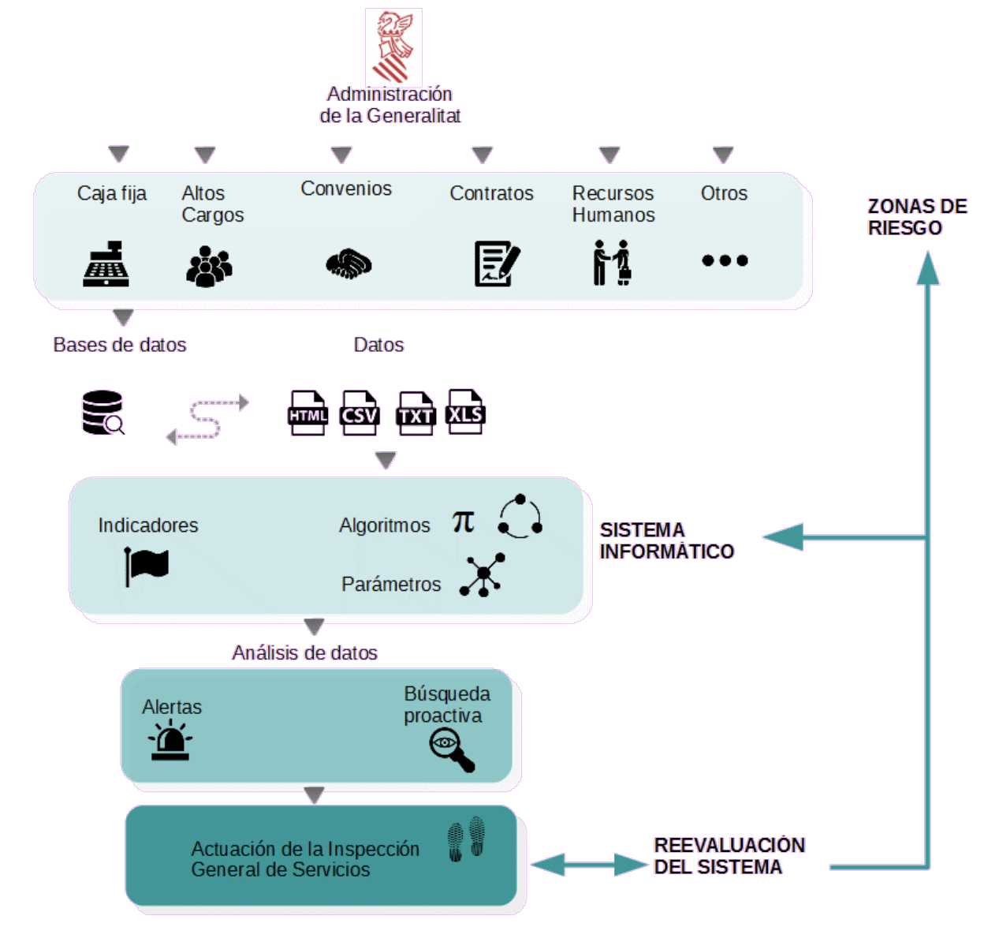 Administración
de la Generalitat
Caja fija
Altos
Cargos
Convenios
Contratos
Recursos
Humanos
Otros
ZONAS DE
RIESGO
Bases de datos
Datos
HTML
CSV
TXT
XLS
Indicadores
Algoritmos
π
Parámetros
SISTEMA
INFORMÁTICO
Análisis de datos
Alertas
Búsqueda
proactiva
Actuación de la Inspección
General de Servicios
REEVALUACIÓN
DEL SISTEMA